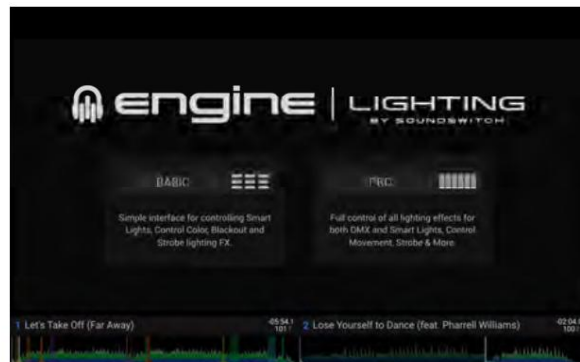 engine | LIGHTING
BY SOUNDSWITCH
BASIC
PRO
Simple interface for controlling Smart
Lights, Control Color, Blackout and
Strobe lighting FX.
Full control of all lighting effects for
both DMX and Smart Lights, Control
Movement, Strobe & More.
1 Let's Take Off (Far Away)
-05:54.1
2 Lose Yourself to Dance (feat. Pharrell Williams)